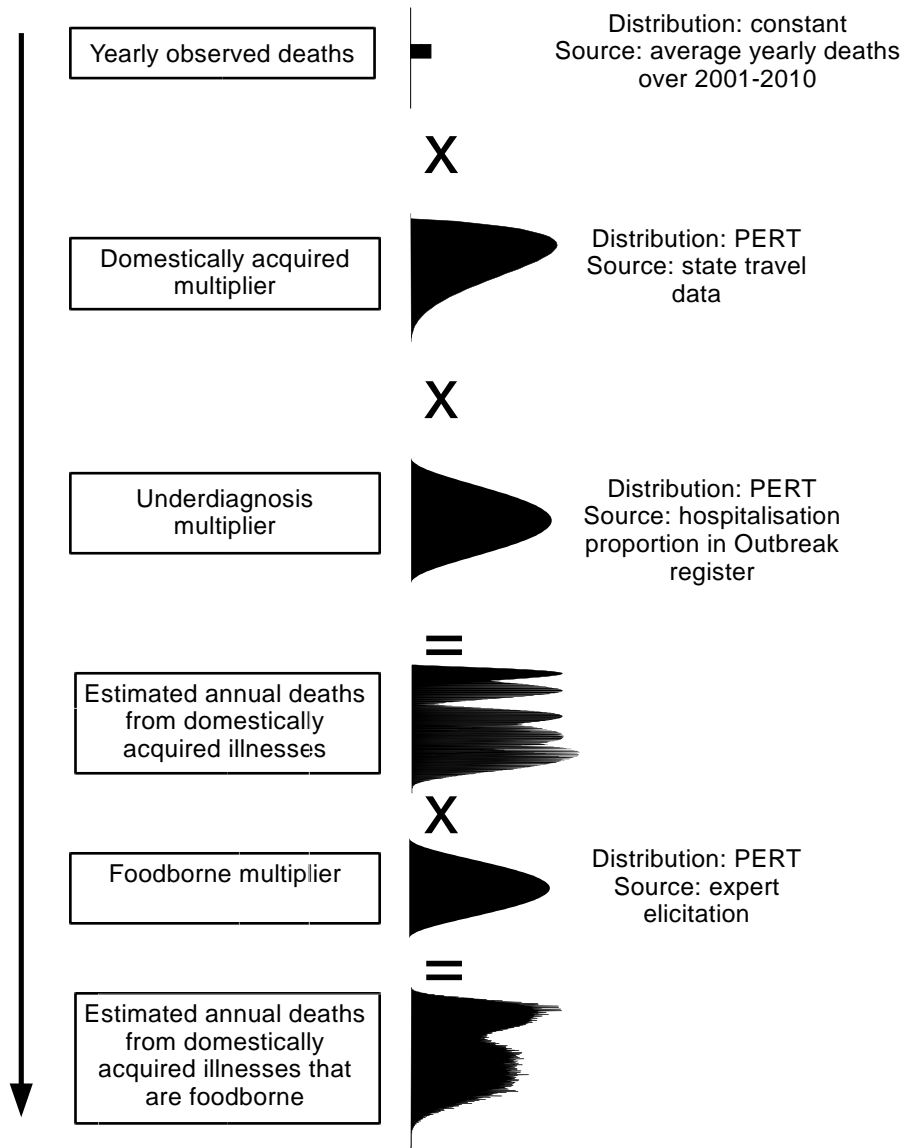 Yearly observed deaths
Distribution: constant
Source: average yearly deaths
over 2001-2010
X
Domestically acquired
multiplier
Distribution: PERT
Source: state travel
data
X
Underdiagnosis
multiplier
Distribution: PERT
Source: hospitalisation
proportion in Outbreak
register
=
Estimated annual deaths
from domestically
acquired illnesses
X
Foodborne multiplier
Distribution: PERT
Source: expert
elicitation
=
Estimated annual deaths
from domestically
acquired illnesses that
are foodborne